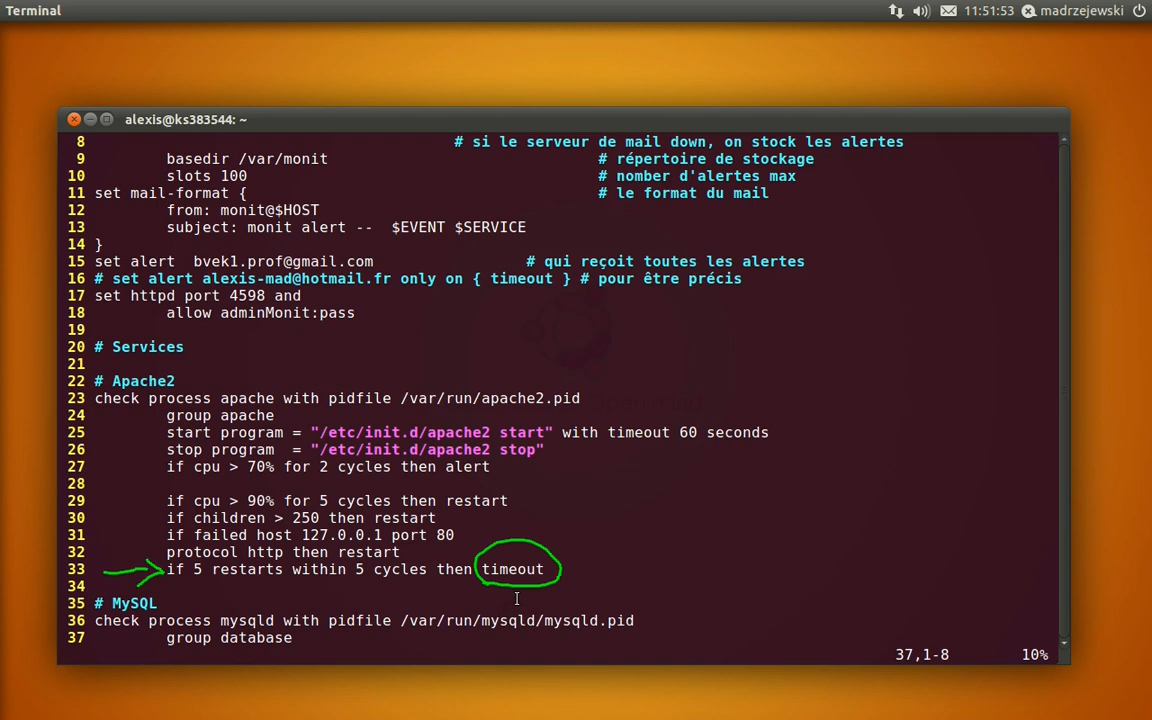 Terminal
11:51:53 madrzejewski
alexis@ks383544: ~
8 # si le serveur de mail down, on stock les alertes
9 basedir /var/monit # répertoire de stockage
10 slots 100 # nomber d'alertes max
11 set mail-format { # le format du mail
12 from: monit@$HOST
13 subject: monit alert -- $EVENT $SERVICE
14 }
15 set alert bvek1.prof@gmail.com # qui reçoit toutes les alertes
16 # set alert alexis-mad@hotmail.fr only on { timeout } # pour être précis
17 set httpd port 4598 and
18 allow adminMonit:pass
19
20 # Services
21
22 # Apache2
23 check process apache with pidfile /var/run/apache2.pid
24 group apache
25 start program = "/etc/init.d/apache2 start" with timeout 60 seconds
26 stop program = "/etc/init.d/apache2 stop"
27 if cpu > 70% for 2 cycles then alert
28
29 if cpu > 90% for 5 cycles then restart
30 if children > 250 then restart
31 if failed host 127.0.0.1 port 80
32 protocol http then restart
33 if 5 restarts within 5 cycles then timeout
34
35 # MySQL
36 check process mysqld with pidfile /var/run/mysqld/mysqld.pid
37 group database
37,1-8 10%